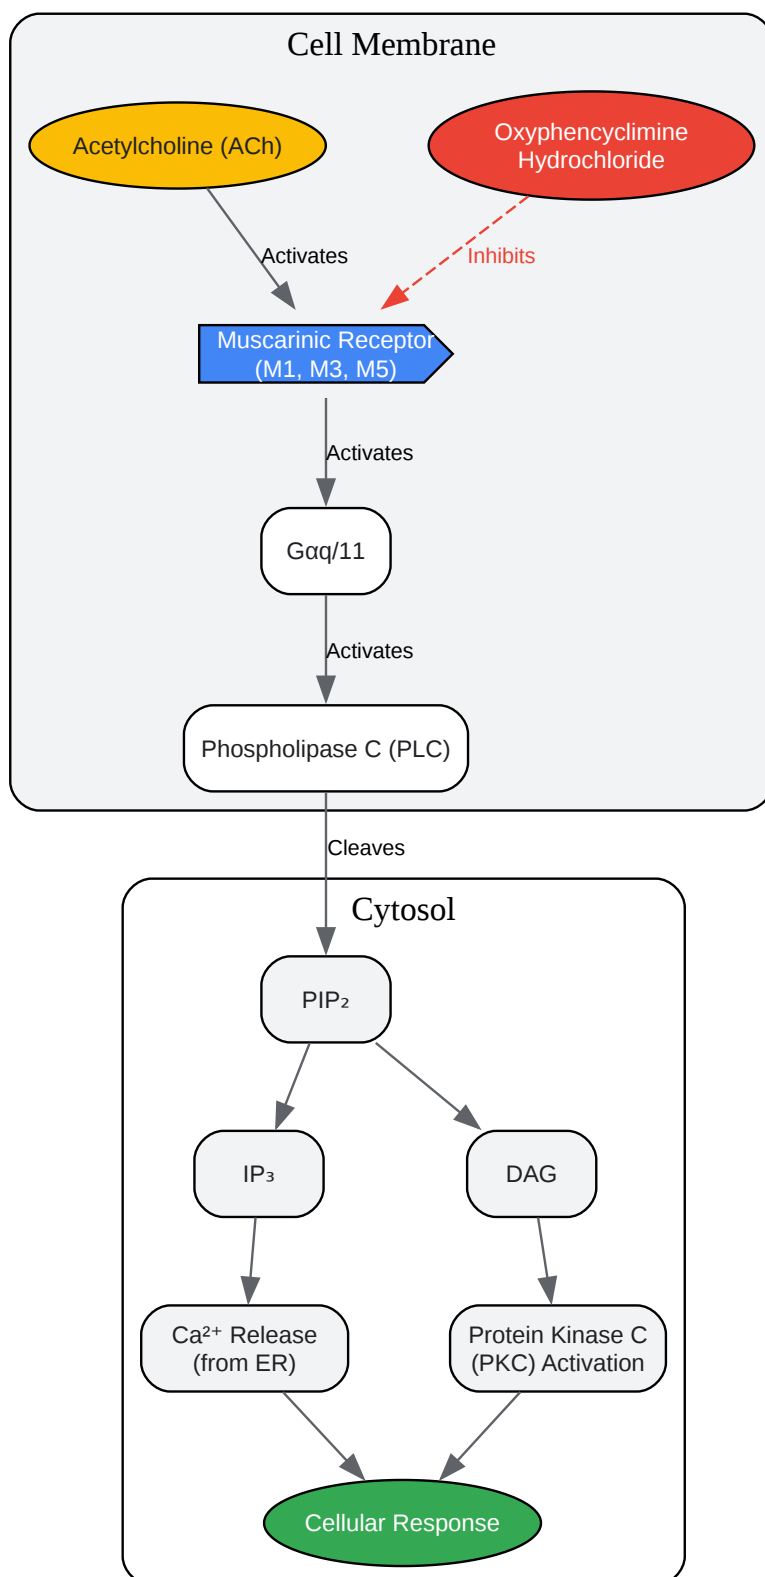 Cell Membrane
Acetylcholine (ACh)
Oxyphencyclimine
Hydrochloride
Activates
Inhibits
Muscarinic Receptor
(M1, M3, M5)
Activates
Gαq/11
Activates
Phospholipase C (PLC)
Cleaves
Cytosol
PIP₂
IP₃
DAG
Ca²⁺ Release
(from ER)
Protein Kinase C
(PKC) Activation
Cellular Response